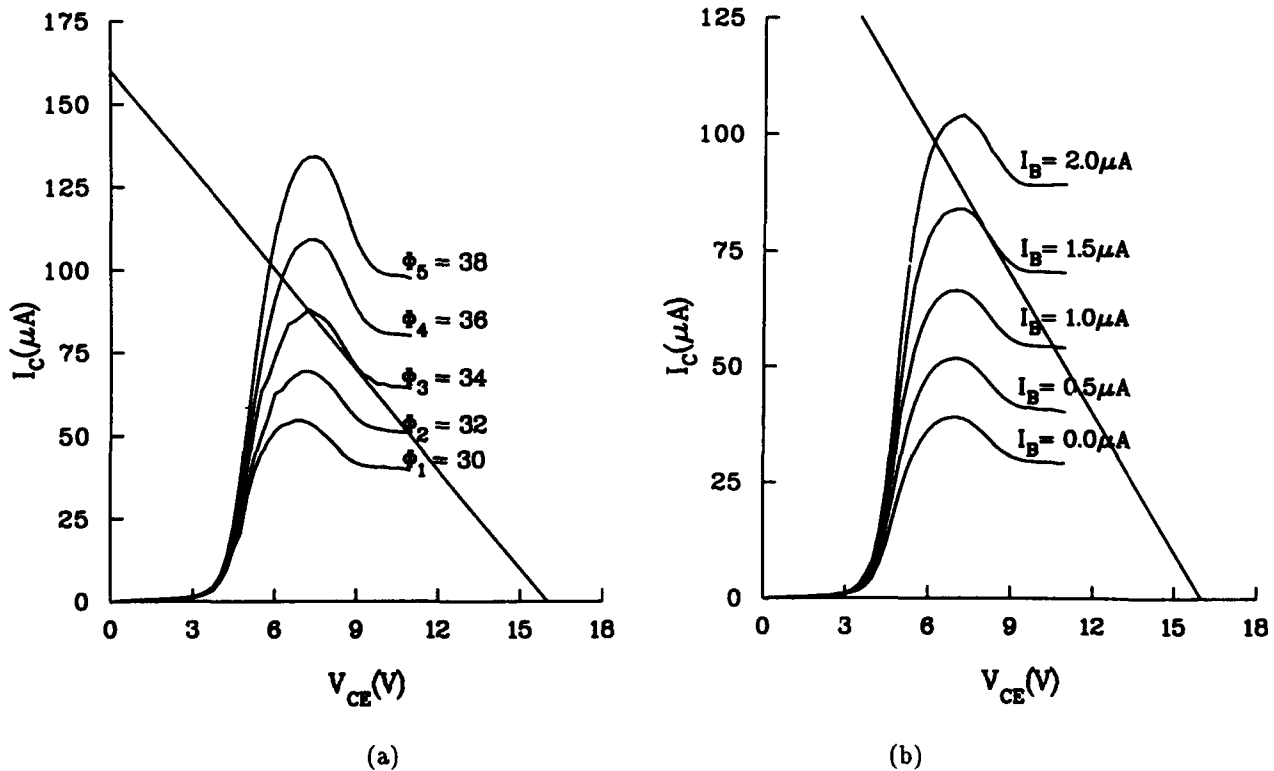 175
150
125
100
75
50
25
0
I_C(μA)
0 3 6 9 12 15 18
V_CE(V)
Φ_5 = 38
Φ_4 = 36
Φ_3 = 34
Φ_2 = 32
Φ_1 = 30
(a)
125
100
75
50
25
0
I_C(μA)
0 3 6 9 12 15 18
V_CE(V)
I_B= 2.0μA
I_B= 1.5μA
I_B= 1.0μA
I_B= 0.5μA
I_B= 0.0μA
(b)